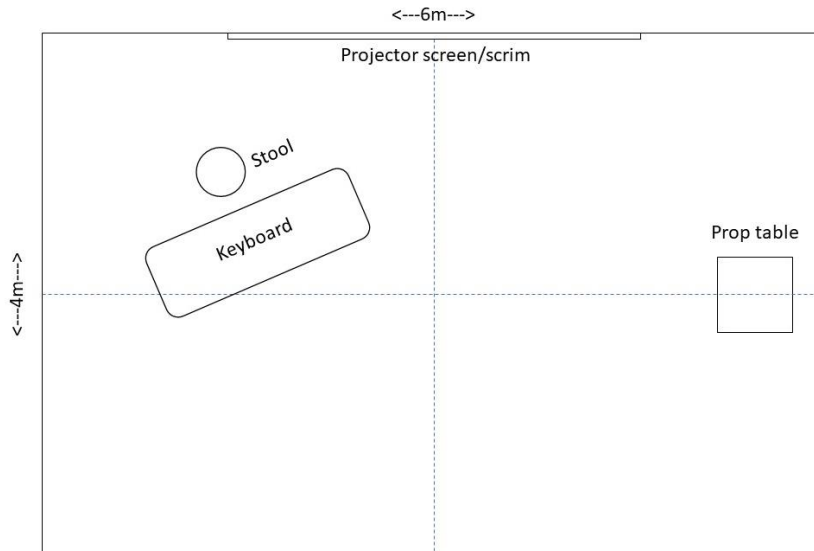 <---6m--->
Projector screen/scrim
Stool
Keyboard
Prop table
<---4m--->